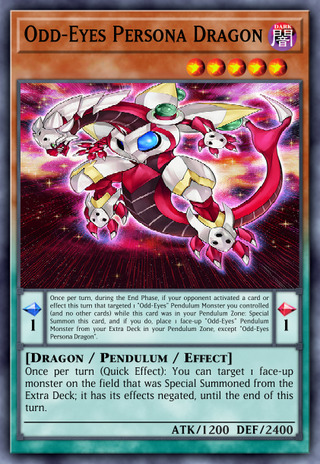 Odd-Eyes Persona Dragon
DARK
闇
Once per turn, during the End Phase, if your opponent activated a card or
effect this turn that targeted 1 "Odd-Eyes" Pendulum Monster you controlled
(and no other cards) while this card was in your Pendulum Zone: Special
Summon this card, and if you do, place 1 face-up "Odd-Eyes" Pendulum
Monster from your Extra Deck in your Pendulum Zone, except "Odd-Eyes
Persona Dragon".
1
1
[Dragon / Pendulum / Effect]
Once per turn (Quick Effect): You can target 1 face-up
monster on the field that was Special Summoned from the
Extra Deck; it has its effects negated, until the end of this
turn.
ATK/1200 DEF/2400